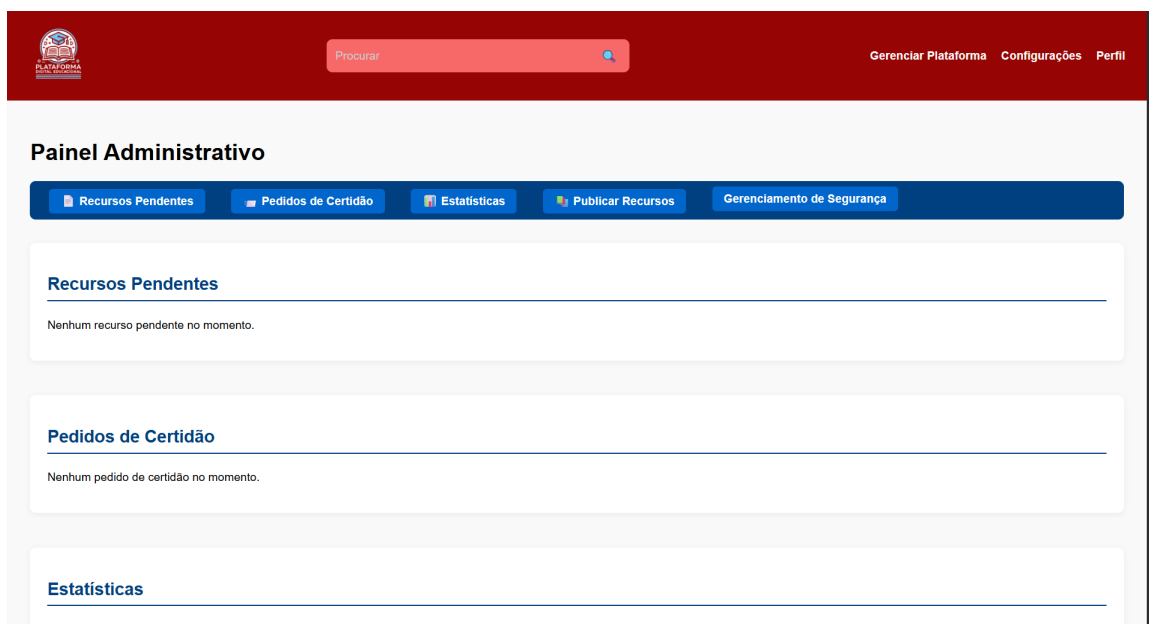 PLATAFORMA
DIGITAL EDUCACIONAL
Procurar
Gerenciar Plataforma Configurações Perfil
Painel Administrativo
Recursos Pendentes Pedidos de Certidão Estatísticas Publicar Recursos Gerenciamento de Segurança
Recursos Pendentes
Nenhum recurso pendente no momento.
Pedidos de Certidão
Nenhum pedido de certidão no momento.
Estatísticas